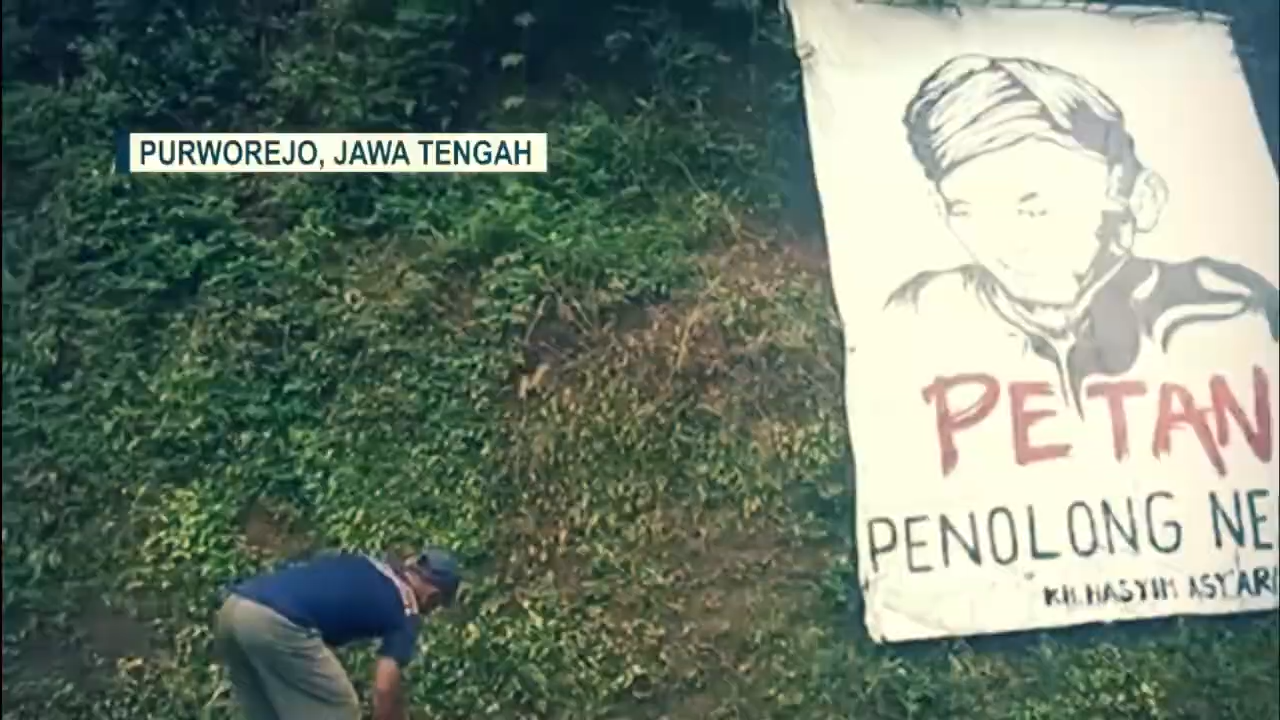 PURWOREJO, JAWA TENGAH
PETAN
PENOLONG NE
KH. HASYIM ASY'ARI